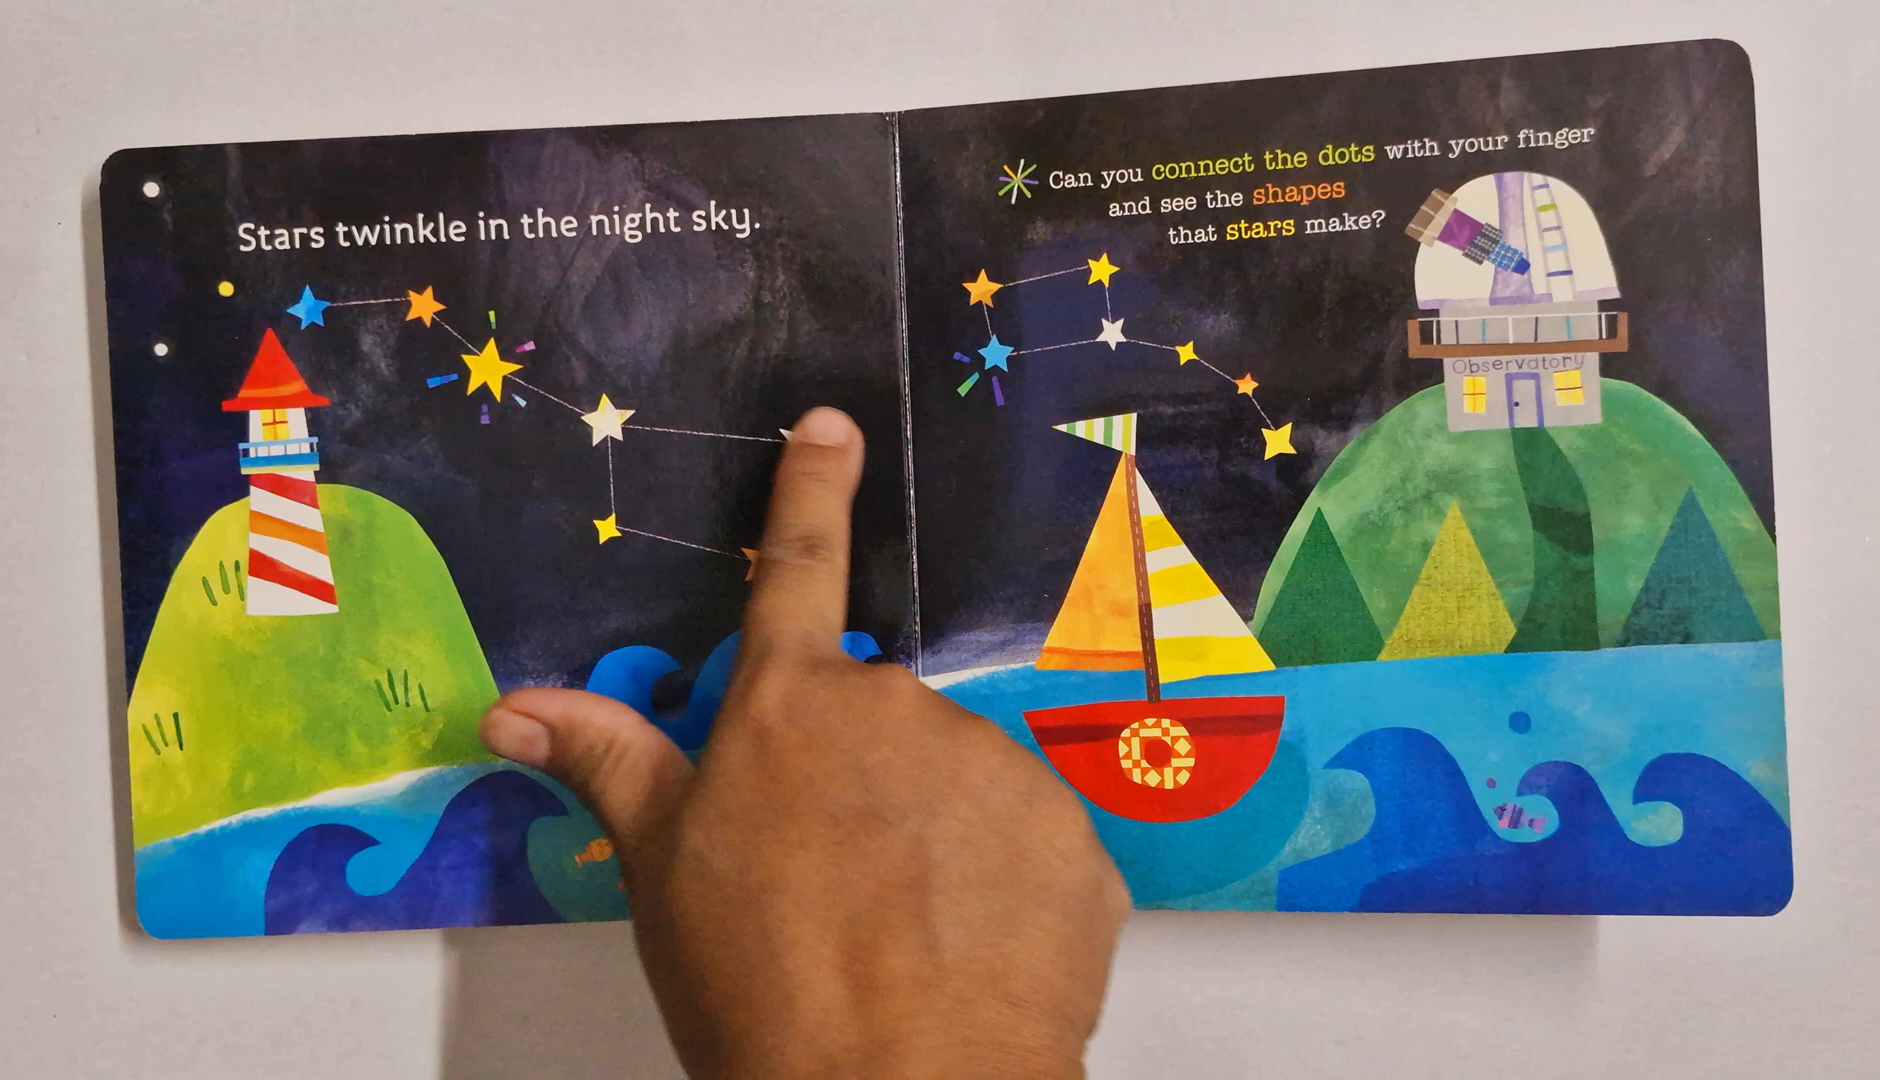 Stars twinkle in the night sky.
Can you connect the dots with your finger
and see the shapes
that stars make?
Observatory